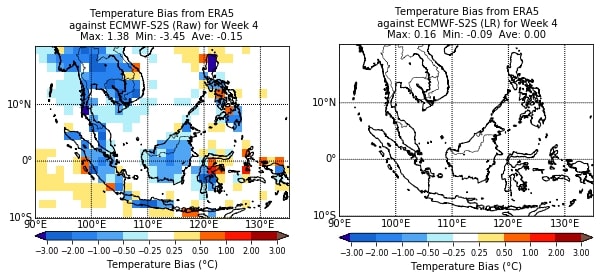 Temperature Bias from ERA5
against ECMWF-S2S (Raw) for Week 4
Max: 1.38 Min: -3.45 Ave: -0.15
10°N
0°
10°S
90°E 100°E 110°E 120°E 130°E
−3.00 −2.00 −1.00 −0.50 −0.25 0.25 0.50 1.00 2.00 3.00
Temperature Bias (°C)
Temperature Bias from ERA5
against ECMWF-S2S (LR) for Week 4
Max: 0.16 Min: -0.09 Ave: 0.00
10°N
0°
10°S
90°E 100°E 110°E 120°E 130°E
−3.00 −2.00 −1.00 −0.50 −0.25 0.25 0.50 1.00 2.00 3.00
Temperature Bias (°C)